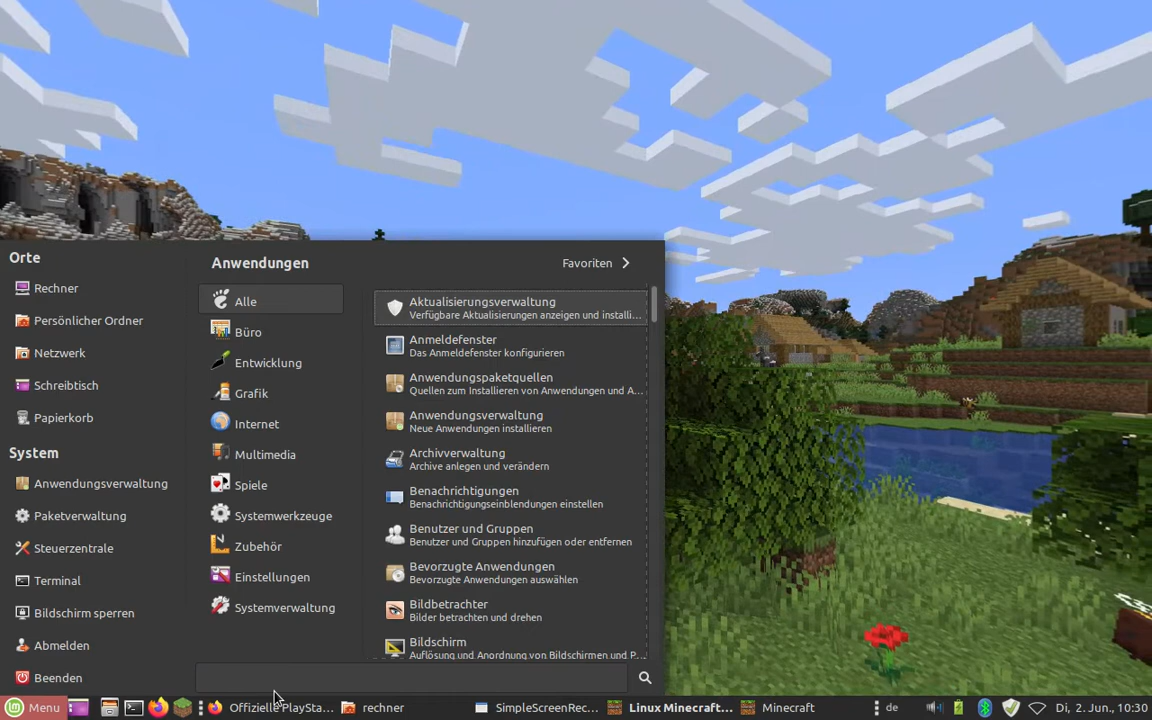 Orte
Rechner
Persönlicher Ordner
Netzwerk
Schreibtisch
Papierkorb
System
Anwendungsverwaltung
Paketverwaltung
Steuerzentrale
Terminal
Bildschirm sperren
Abmelden
Beenden
Anwendungen
Favoriten
Alle
Büro
Entwicklung
Grafik
Internet
Multimedia
Spiele
Systemwerkzeuge
Zubehör
Einstellungen
Systemverwaltung
Aktualisierungsverwaltung
Verfügbare Aktualisierungen anzeigen und installi...
Anmeldefenster
Das Anmeldefenster konfigurieren
Anwendungspaketquellen
Quellen zum Installieren von Anwendungen und A...
Anwendungsverwaltung
Neue Anwendungen installieren
Archivverwaltung
Archive anlegen und verändern
Benachrichtigungen
Benachrichtigungseinblendungen einstellen
Benutzer und Gruppen
Benutzer und Gruppen hinzufügen oder entfernen
Bevorzugte Anwendungen
Bevorzugte Anwendungen auswählen
Bildbetrachter
Bilder betrachten und drehen
Bildschirm
Auflösung und Anordnung von Bildschirmen und P...
Menu
Offizielle PlaySta...
rechner
SimpleScreenRec...
Linux Minecraft...
Minecraft
de
Di, 2. Jun., 10:30